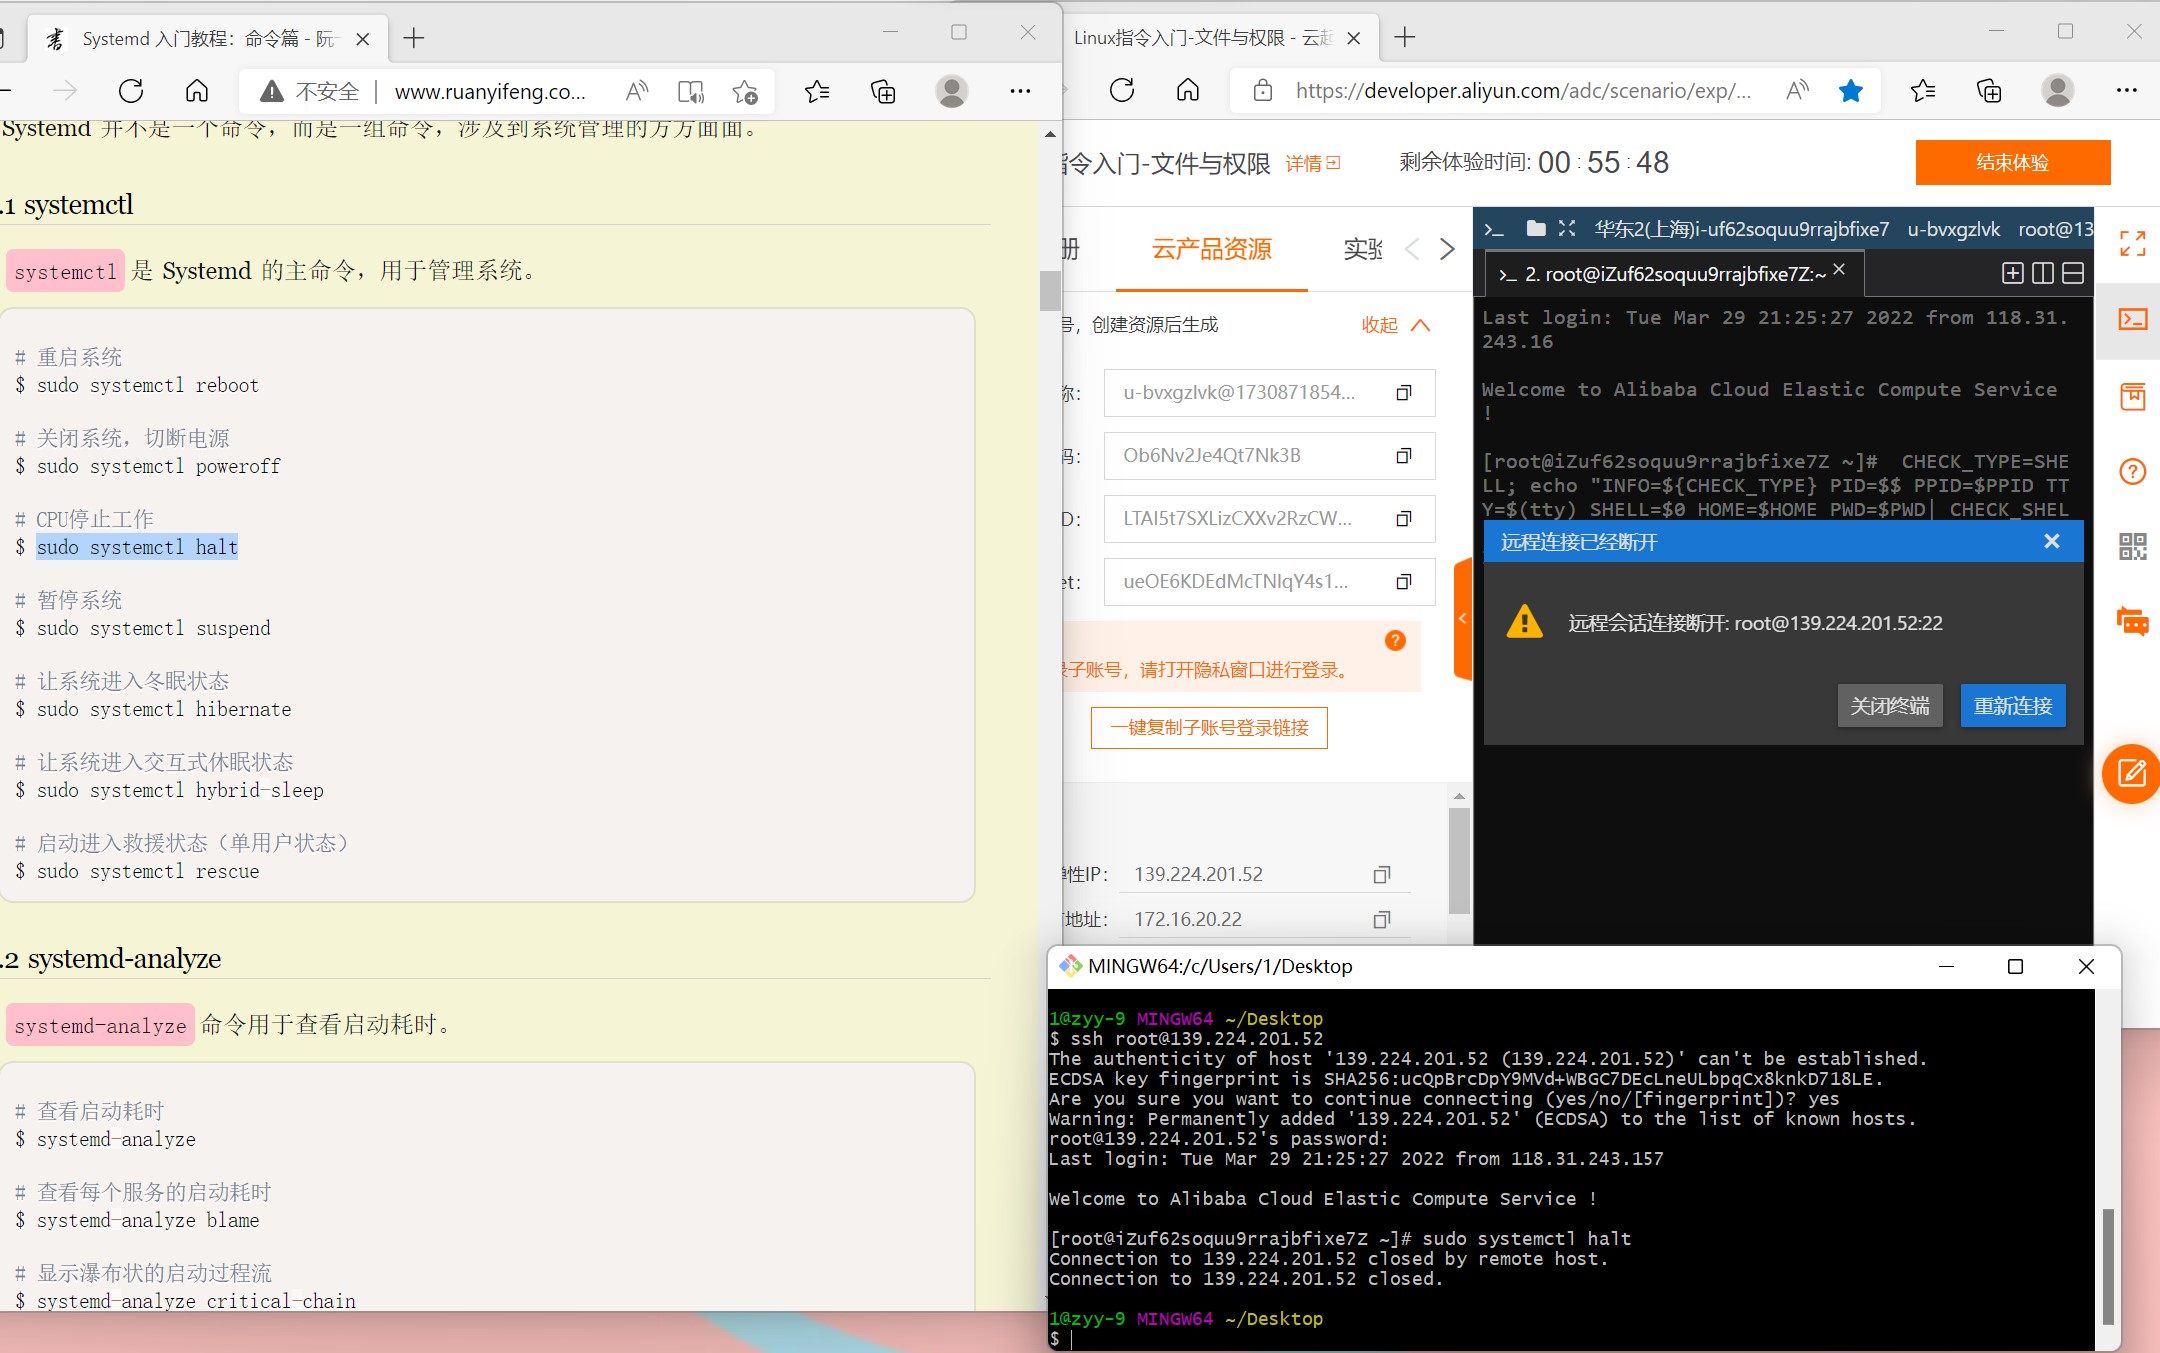 Systemd 入门教程：命令篇 - 阮一
不安全 | www.ruanyifeng.co...
Systemd 并不是一个命令，而是一组命令，涉及到系统管理的方方面面。
.1 systemctl
systemctl 是 Systemd 的主命令，用于管理系统。
# 重启系统
$ sudo systemctl reboot
# 关闭系统，切断电源
$ sudo systemctl poweroff
# CPU停止工作
$ sudo systemctl halt
# 暂停系统
$ sudo systemctl suspend
# 让系统进入冬眠状态
$ sudo systemctl hibernate
# 让系统进入交互式休眠状态
$ sudo systemctl hybrid-sleep
# 启动进入救援状态（单用户状态）
$ sudo systemctl rescue
.2 systemd-analyze
systemd-analyze 命令用于查看启动耗时。
# 查看启动耗时
$ systemd-analyze
# 查看每个服务的启动耗时
$ systemd-analyze blame
# 显示瀑布状的启动过程流
$ systemd-analyze critical-chain
Linux指令入门-文件与权限 - 云起
https://developer.aliyun.com/adc/scenario/exp/...
指令入门-文件与权限 详情 剩余体验时间: 00 : 55 : 48 结束体验
册 云产品资源 实验
号，创建资源后生成 收起
称： u-bvxgzlvk@1730871854...
码： Ob6Nv2Je4Qt7Nk3B
D： LTAI5t7SXLizCXXv2RzCW...
et： ueOE6KDEdMcTNIqY4s1...
录子账号，请打开隐私窗口进行登录。
一键复制子账号登录链接
弹性IP： 139.224.201.52
地址： 172.16.20.22
华东2(上海)i-uf62soquu9rrajbfixe7 u-bvxgzlvk root@13
2. root@iZuf62soquu9rrajbfixe7Z:~
Last login: Tue Mar 29 21:25:27 2022 from 118.31.
243.16
Welcome to Alibaba Cloud Elastic Compute Service
!
[root@iZuf62soquu9rrajbfixe7Z ~]#  CHECK_TYPE=SHE
LL; echo "INFO=${CHECK_TYPE} PID=$$ PPID=$PPID TT
Y=$(tty) SHELL=$0 HOME=$HOME PWD=$PWD| CHECK_SHEL
远程连接已经断开
远程会话连接断开: root@139.224.201.52:22
关闭终端 重新连接
MINGW64:/c/Users/1/Desktop
1@zyy-9 MINGW64 ~/Desktop
$ ssh root@139.224.201.52
The authenticity of host '139.224.201.52 (139.224.201.52)' can't be established.
ECDSA key fingerprint is SHA256:ucQpBrcDpY9MVd+WBGC7DEcLneULbpqCx8knkD718LE.
Are you sure you want to continue connecting (yes/no/[fingerprint])? yes
Warning: Permanently added '139.224.201.52' (ECDSA) to the list of known hosts.
root@139.224.201.52's password:
Last login: Tue Mar 29 21:25:27 2022 from 118.31.243.157
Welcome to Alibaba Cloud Elastic Compute Service !
[root@iZuf62soquu9rrajbfixe7Z ~]# sudo systemctl halt
Connection to 139.224.201.52 closed by remote host.
Connection to 139.224.201.52 closed.
1@zyy-9 MINGW64 ~/Desktop
$